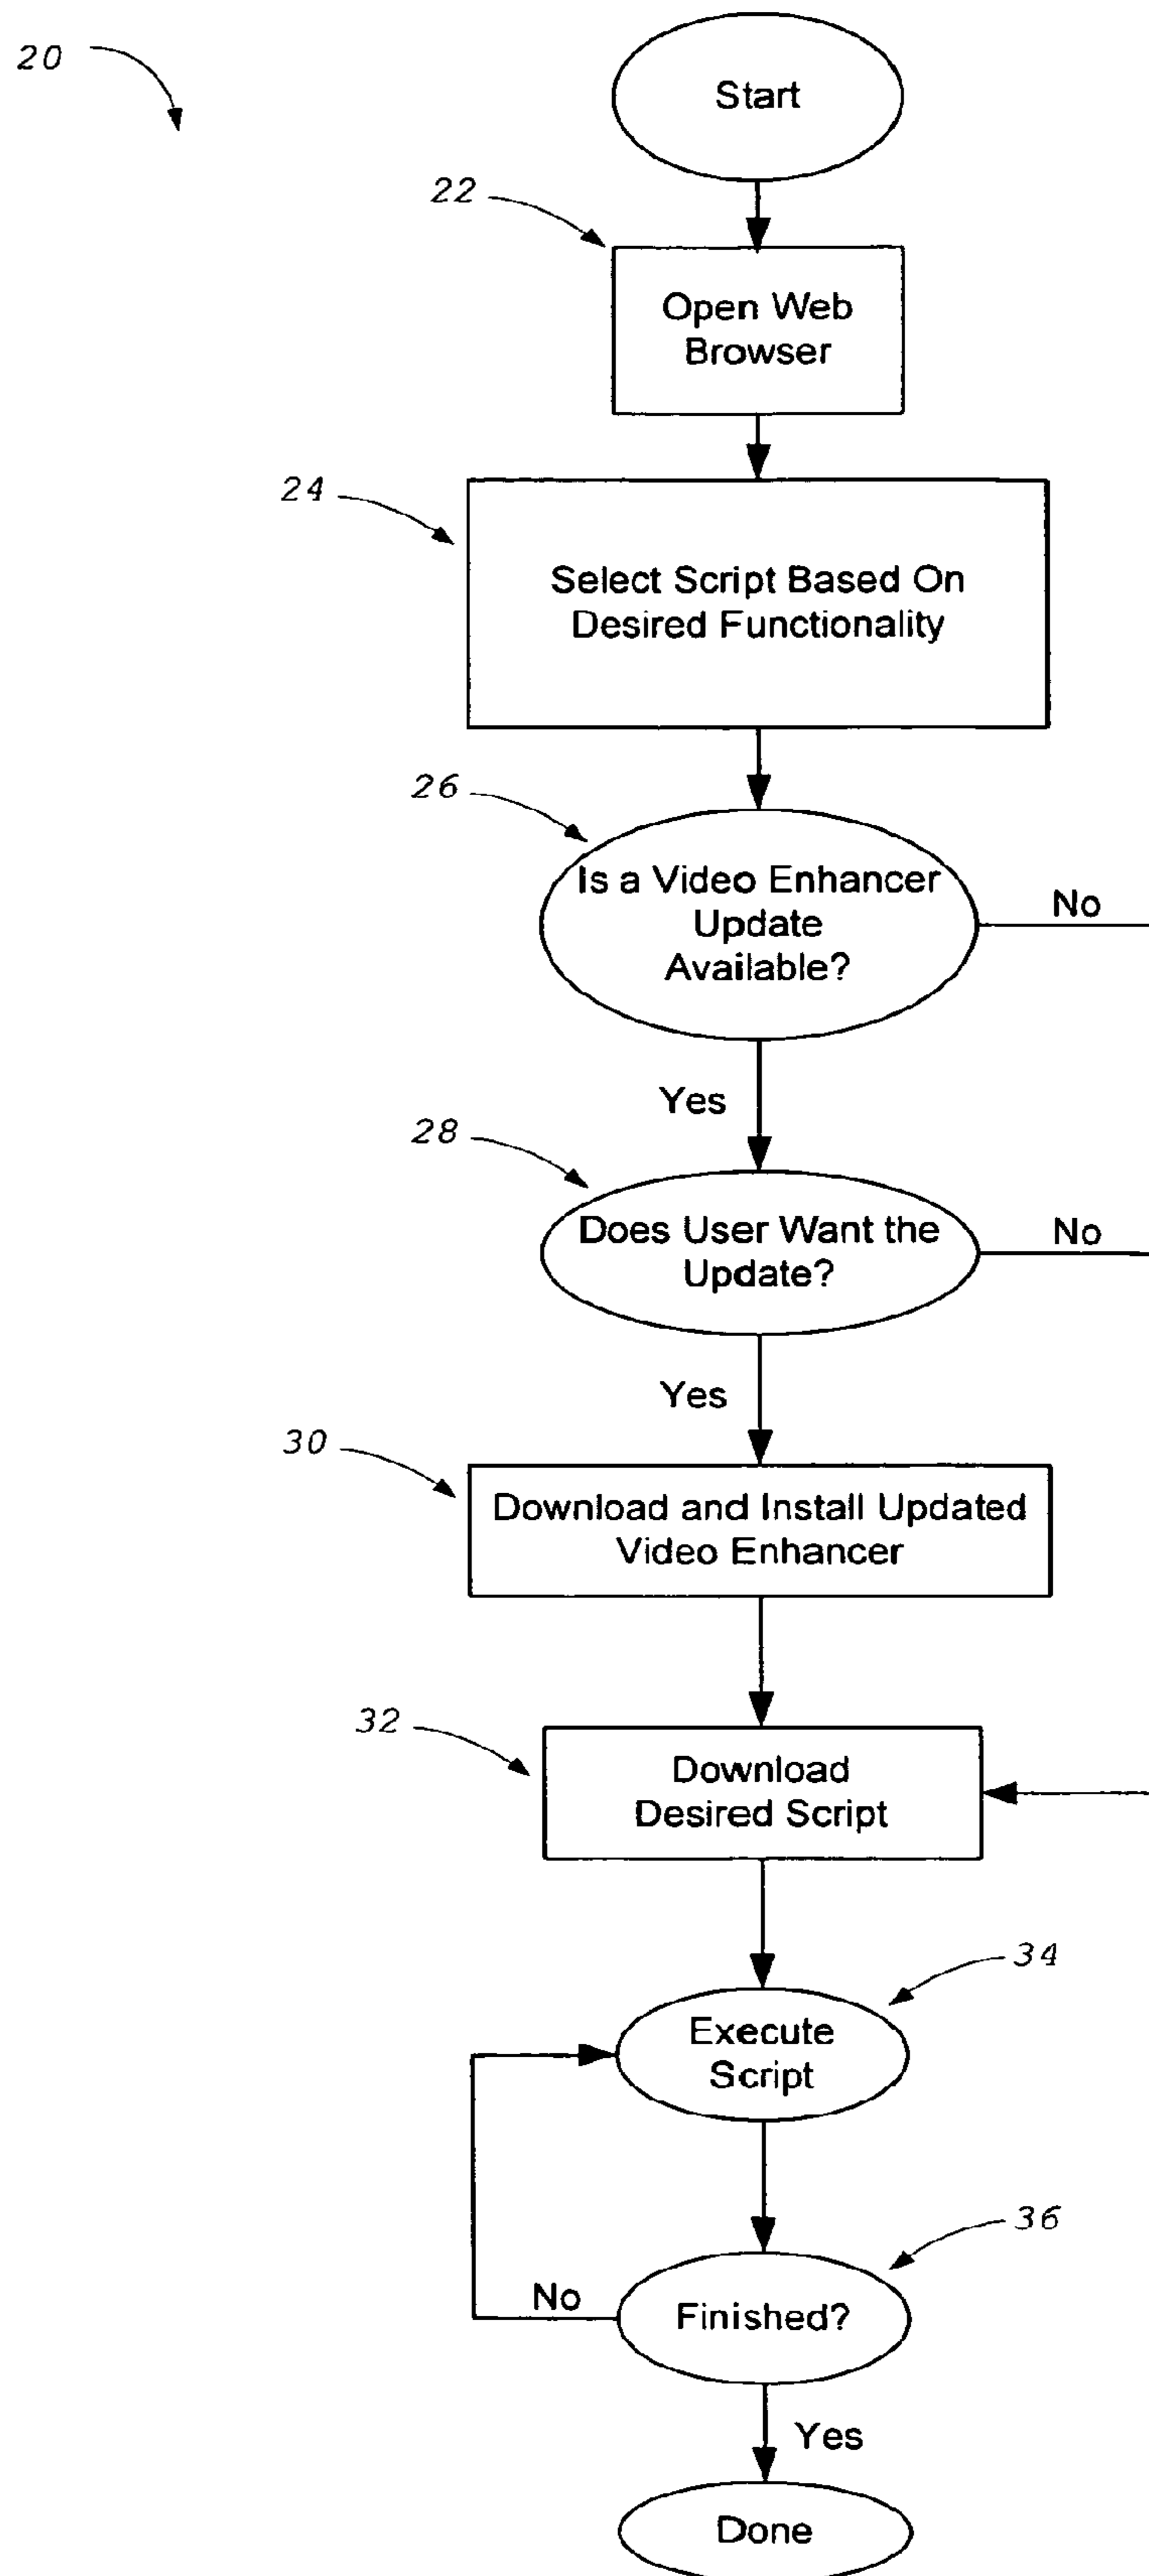 20
Start
22
Open Web
Browser
24
Select Script Based On
Desired Functionality
26
Is a Video Enhancer
Update
Available?
No
Yes
28
Does User Want the
Update?
No
Yes
30
Download and Install Updated
Video Enhancer
32
Download
Desired Script
34
Execute
Script
36
Finished?
No
Yes
Done